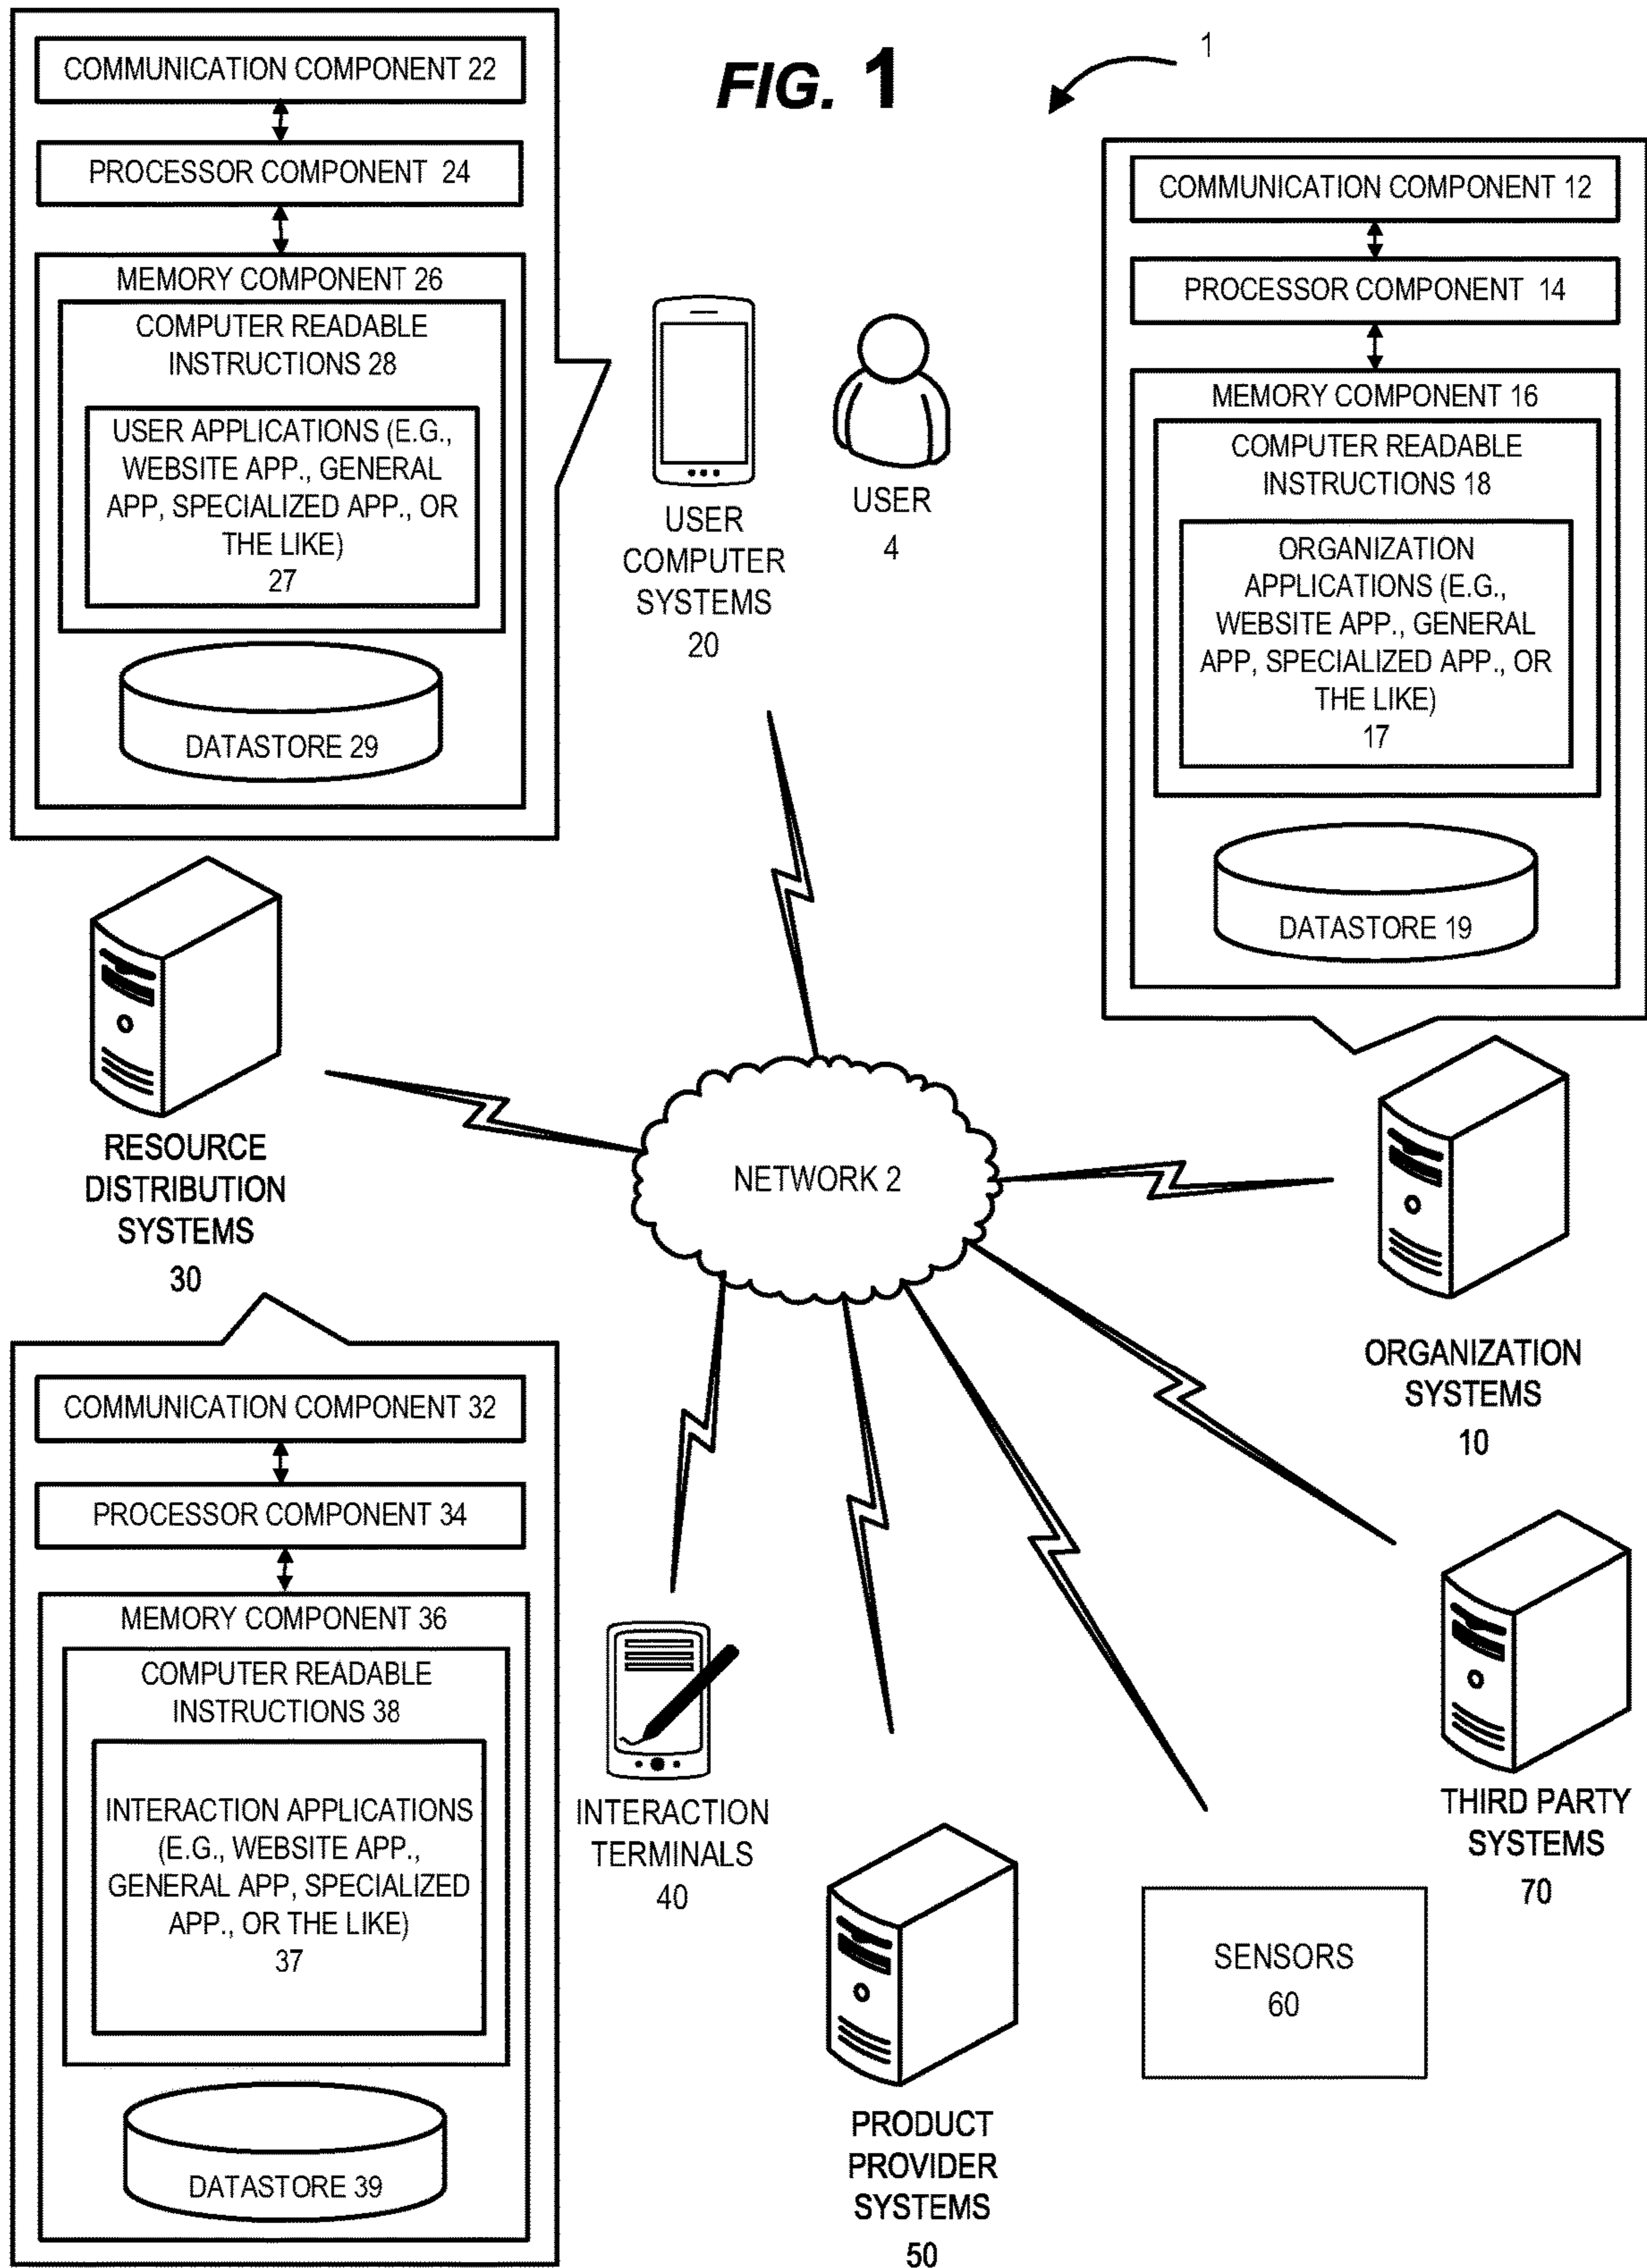 FIG. 1
1
COMMUNICATION COMPONENT 22
PROCESSOR COMPONENT 24
MEMORY COMPONENT 26
COMPUTER READABLE
INSTRUCTIONS 28
USER APPLICATIONS (E.G.,
WEBSITE APP., GENERAL
APP, SPECIALIZED APP., OR
THE LIKE)
27
DATASTORE 29
USER
COMPUTER
SYSTEMS
20
USER
4
COMMUNICATION COMPONENT 12
PROCESSOR COMPONENT 14
MEMORY COMPONENT 16
COMPUTER READABLE
INSTRUCTIONS 18
ORGANIZATION
APPLICATIONS (E.G.,
WEBSITE APP., GENERAL
APP, SPECIALIZED APP., OR
THE LIKE)
17
DATASTORE 19
RESOURCE
DISTRIBUTION
SYSTEMS
30
NETWORK 2
ORGANIZATION
SYSTEMS
10
COMMUNICATION COMPONENT 32
PROCESSOR COMPONENT 34
MEMORY COMPONENT 36
COMPUTER READABLE
INSTRUCTIONS 38
INTERACTION APPLICATIONS
(E.G., WEBSITE APP.,
GENERAL APP, SPECIALIZED
APP., OR THE LIKE)
37
DATASTORE 39
INTERACTION
TERMINALS
40
PRODUCT
PROVIDER
SYSTEMS
50
SENSORS
60
THIRD PARTY
SYSTEMS
70